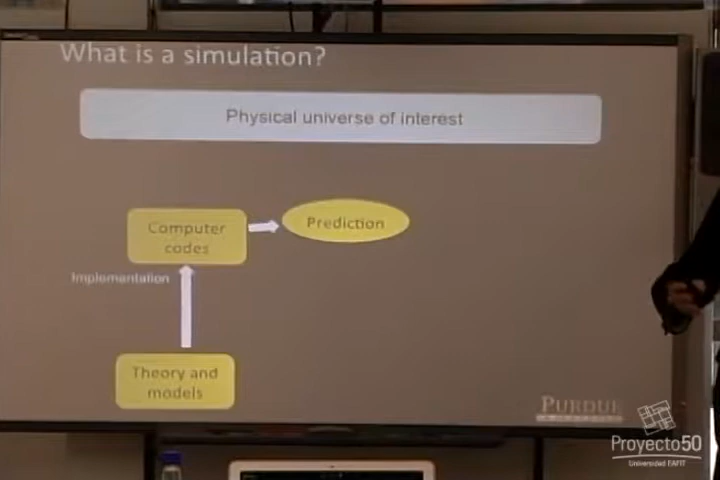 What is a simulation?
Physical universe of interest
Computer
codes
Prediction
Implementation
Theory and
models
PURDUE
Proyecto50
Universidad EAFIT